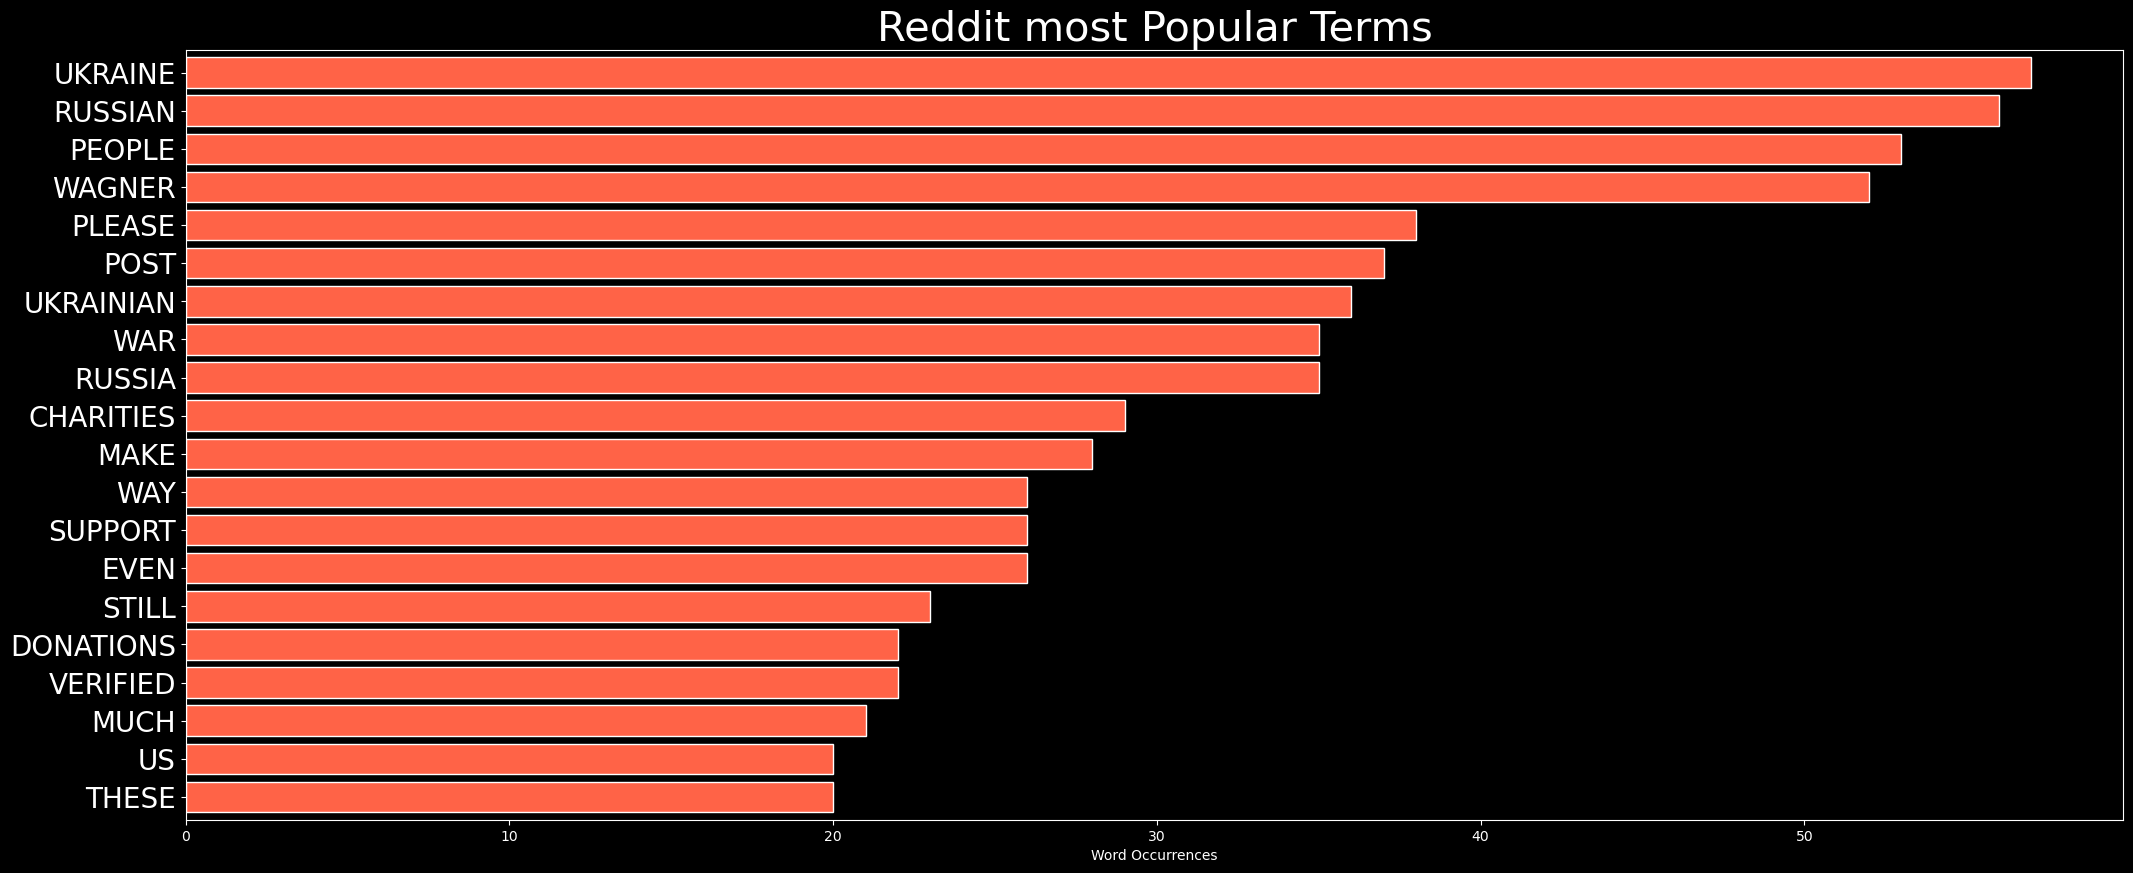 Reddit most Popular Terms
UKRAINE
RUSSIAN
PEOPLE
WAGNER
PLEASE
POST
UKRAINIAN
WAR
RUSSIA
CHARITIES
MAKE
WAY
SUPPORT
EVEN
STILL
DONATIONS
VERIFIED
MUCH
US
THESE
0 10 20 30 40 50
Word Occurrences